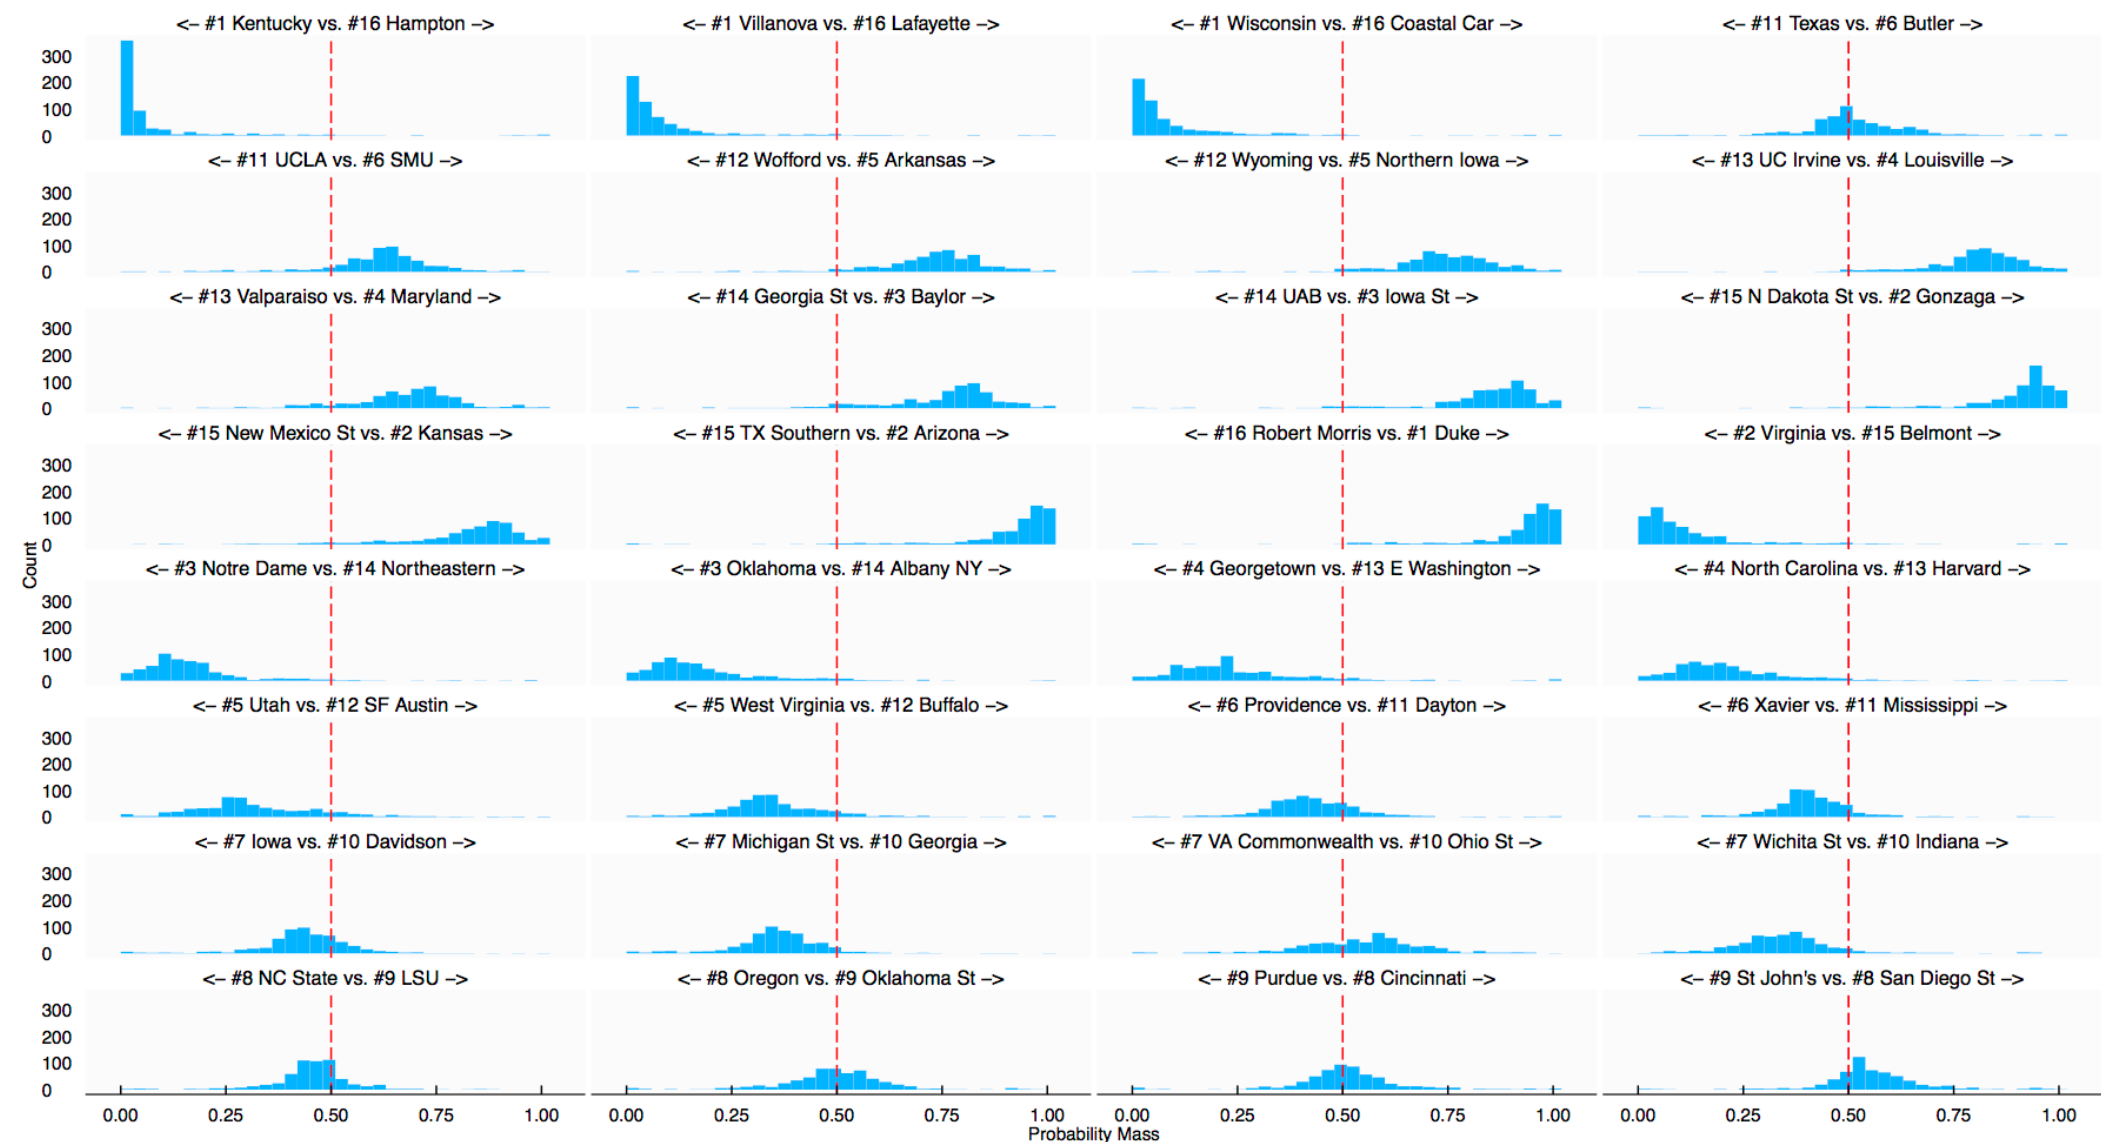 <– #1 Kentucky vs. #16 Hampton –> <– #1 Villanova vs. #16 Lafayette –> <– #1 Wisconsin vs. #16 Coastal Car –> <– #11 Texas vs. #6 Butler –>
300
200
100
0
<– #11 UCLA vs. #6 SMU –> <– #12 Wofford vs. #5 Arkansas –> <– #12 Wyoming vs. #5 Northern Iowa –> <– #13 UC Irvine vs. #4 Louisville –>
300
200
100
0
<– #13 Valparaiso vs. #4 Maryland –> <– #14 Georgia St vs. #3 Baylor –> <– #14 UAB vs. #3 Iowa St –> <– #15 N Dakota St vs. #2 Gonzaga –>
300
200
100
0
<– #15 New Mexico St vs. #2 Kansas –> <– #15 TX Southern vs. #2 Arizona –> <– #16 Robert Morris vs. #1 Duke –> <– #2 Virginia vs. #15 Belmont –>
300
200
100
0
Count
<– #3 Notre Dame vs. #14 Northeastern –> <– #3 Oklahoma vs. #14 Albany NY –> <– #4 Georgetown vs. #13 E Washington –> <– #4 North Carolina vs. #13 Harvard –>
300
200
100
0
<– #5 Utah vs. #12 SF Austin –> <– #5 West Virginia vs. #12 Buffalo –> <– #6 Providence vs. #11 Dayton –> <– #6 Xavier vs. #11 Mississippi –>
300
200
100
0
<– #7 Iowa vs. #10 Davidson –> <– #7 Michigan St vs. #10 Georgia –> <– #7 VA Commonwealth vs. #10 Ohio St –> <– #7 Wichita St vs. #10 Indiana –>
300
200
100
0
<– #8 NC State vs. #9 LSU –> <– #8 Oregon vs. #9 Oklahoma St –> <– #9 Purdue vs. #8 Cincinnati –> <– #9 St John's vs. #8 San Diego St –>
300
200
100
0
0.00 0.25 0.50 0.75 1.00 0.00 0.25 0.50 0.75 1.00 0.00 0.25 0.50 0.75 1.00 0.00 0.25 0.50 0.75 1.00
Probability Mass